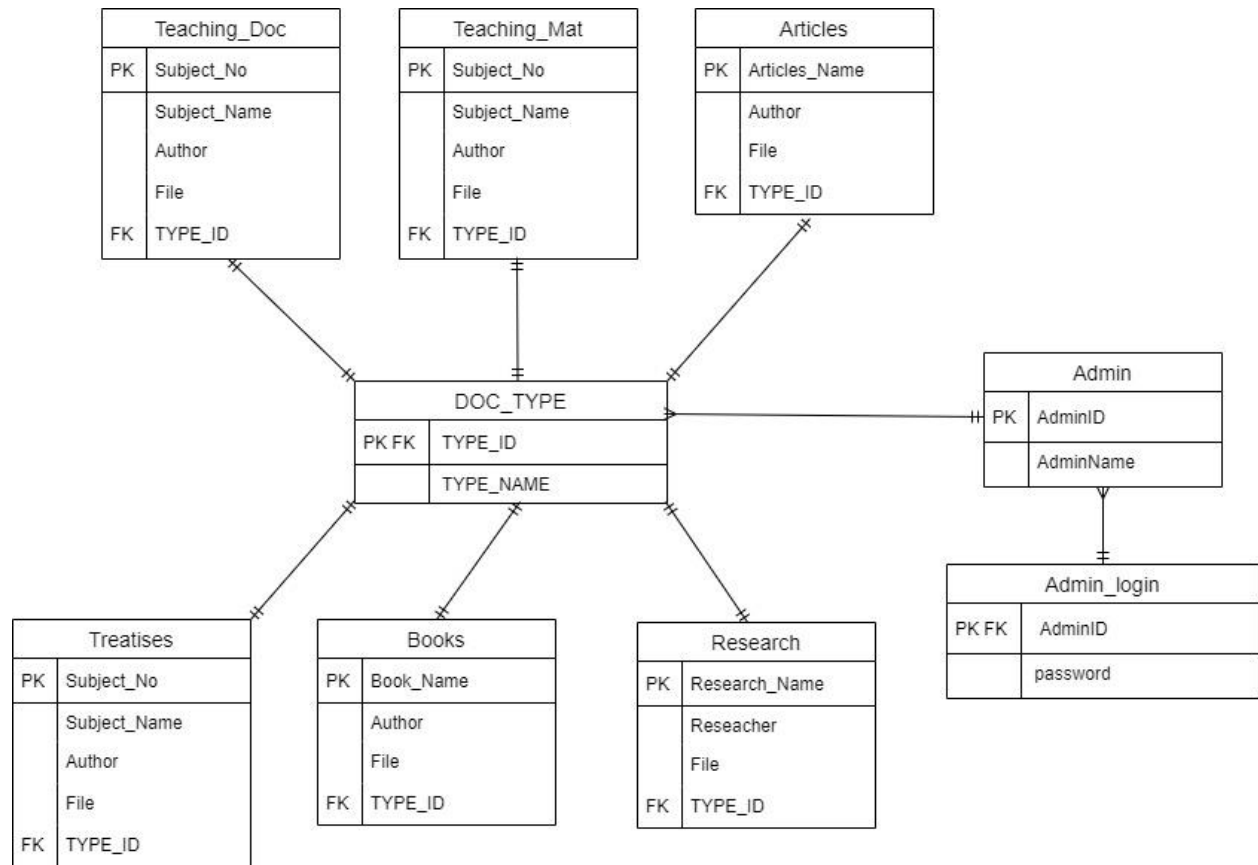 Teaching_Doc
PK Subject_No
Subject_Name
Author
File
FK TYPE_ID
Teaching_Mat
PK Subject_No
Subject_Name
Author
File
FK TYPE_ID
Articles
PK Articles_Name
Author
File
FK TYPE_ID
DOC_TYPE
PK FK TYPE_ID
TYPE_NAME
Admin
PK AdminID
AdminName
Admin_login
PK FK AdminID
password
Treatises
PK Subject_No
Subject_Name
Author
File
FK TYPE_ID
Books
PK Book_Name
Author
File
FK TYPE_ID
Research
PK Research_Name
Reseacher
File
FK TYPE_ID